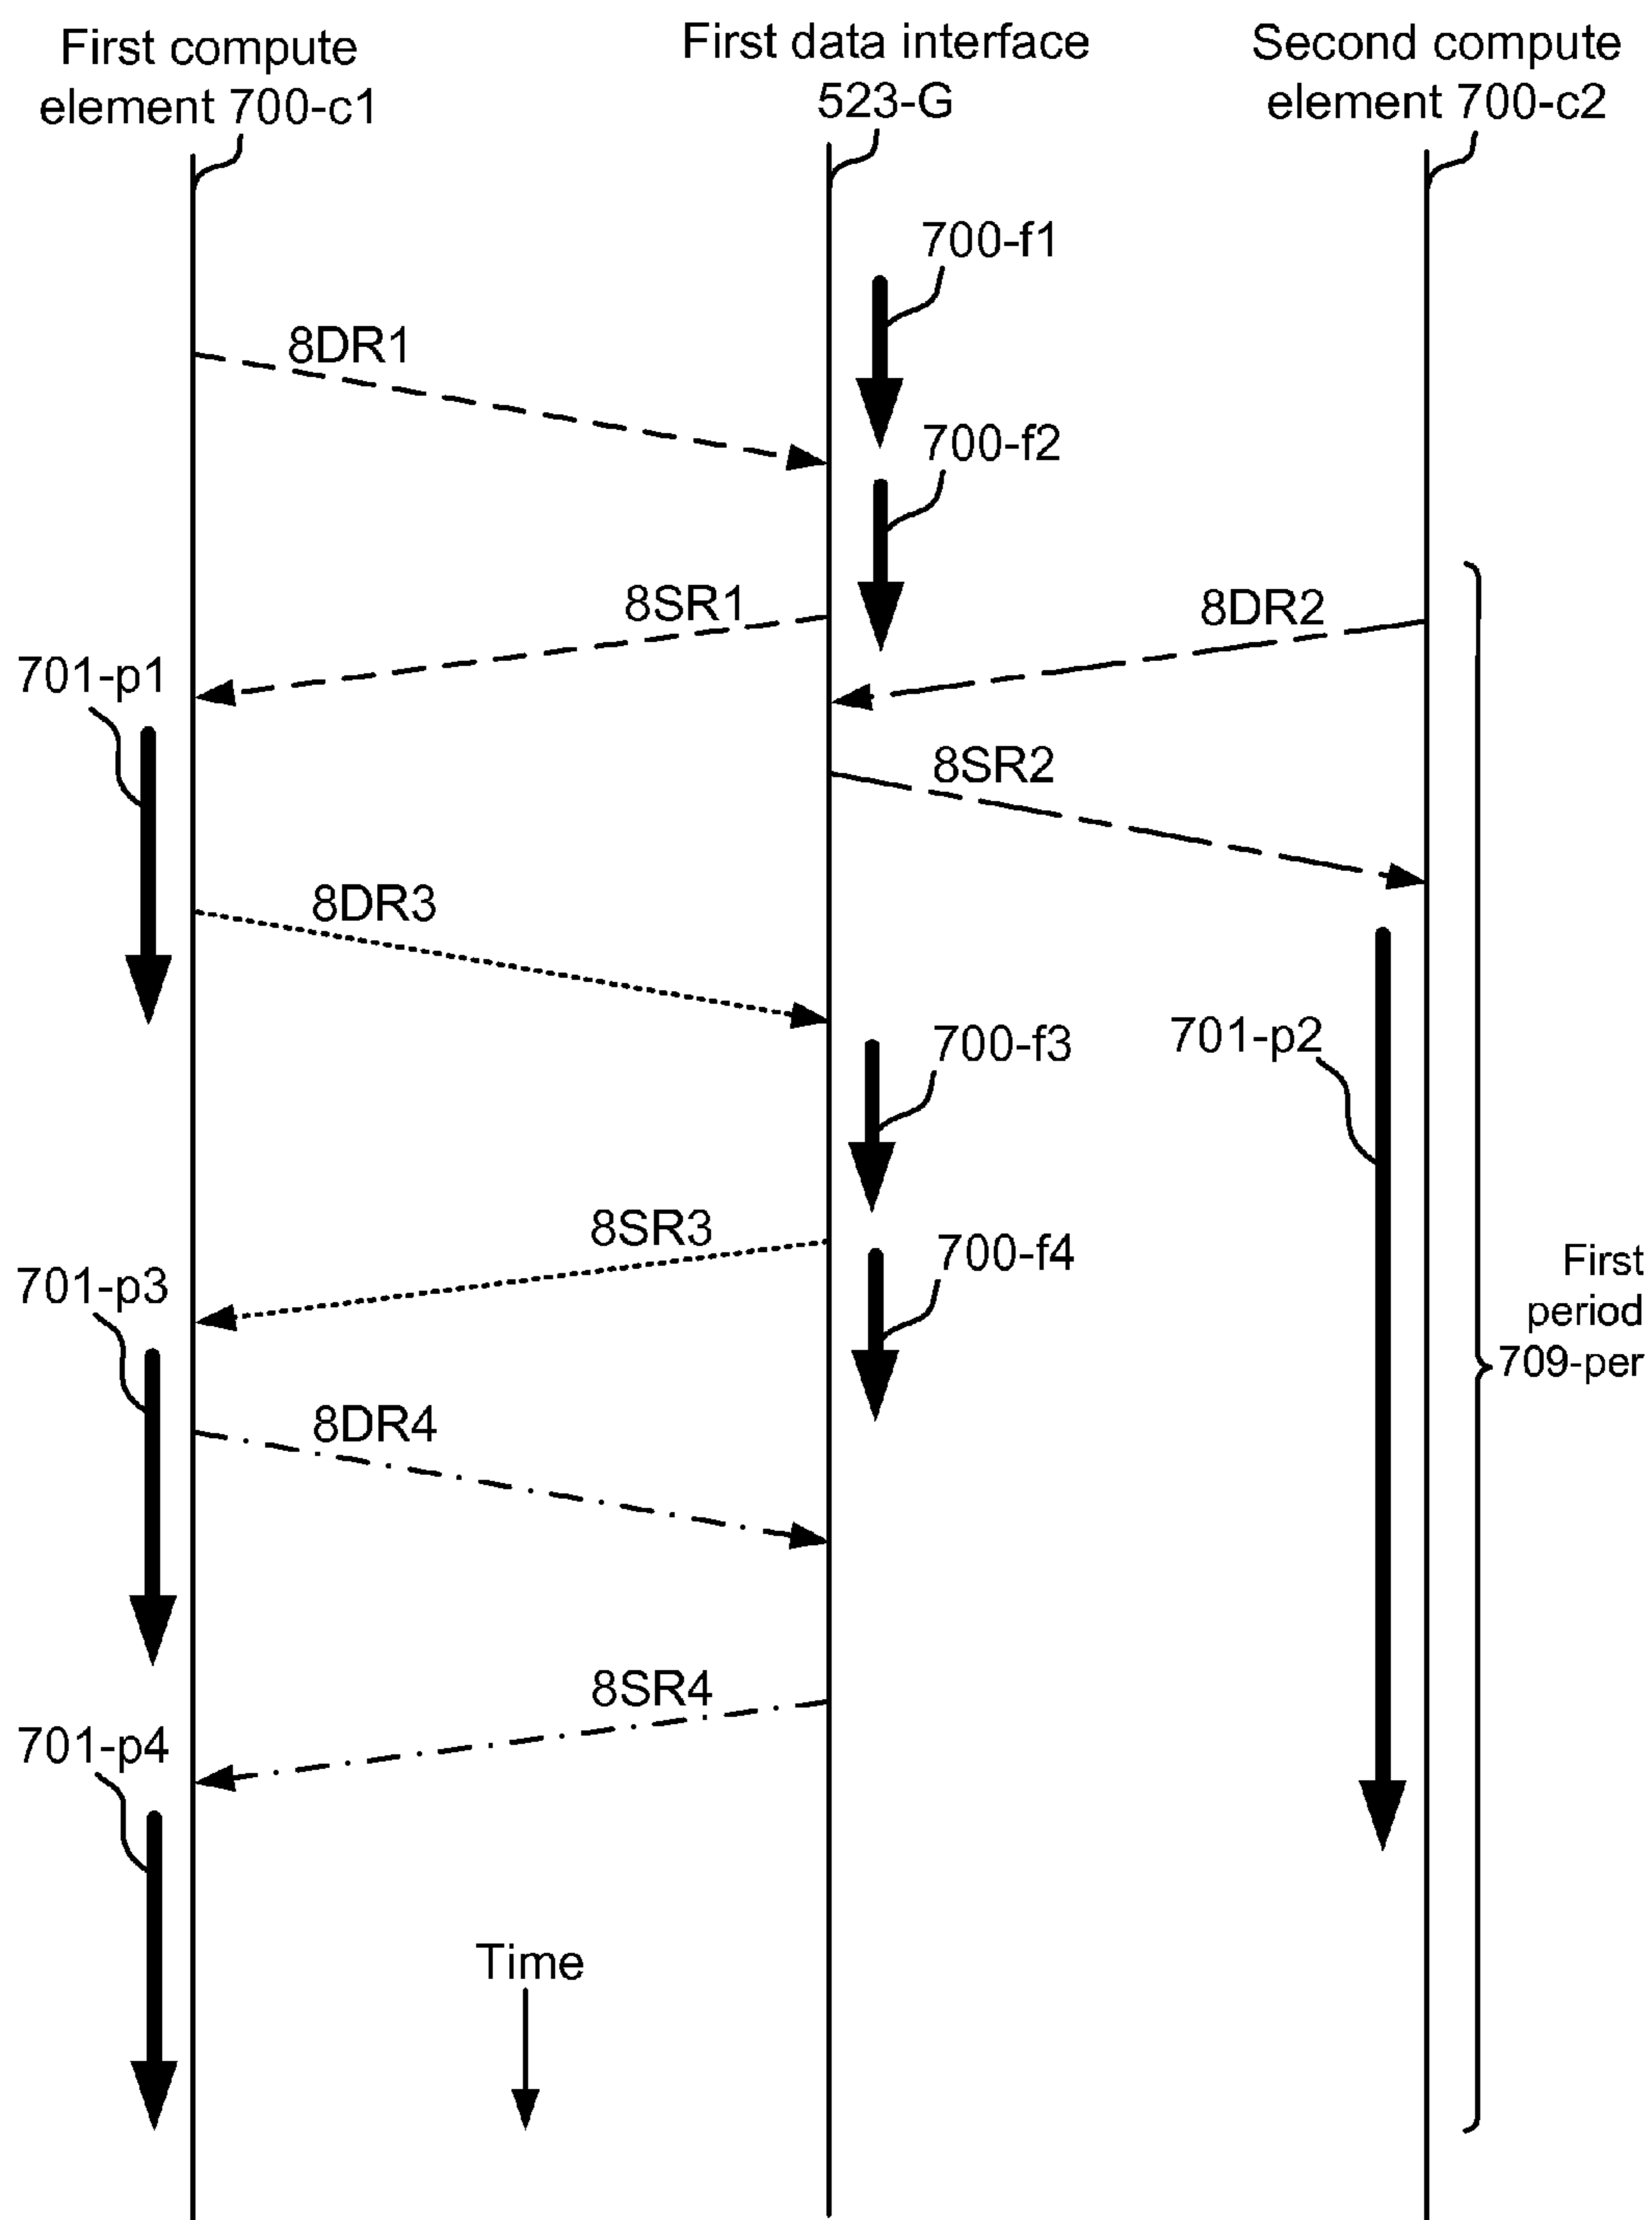 First compute
element 700-c1
First data interface
523-G
Second compute
element 700-c2
700-f1
8DR1
700-f2
8SR1
8DR2
701-p1
8SR2
8DR3
701-p2
700-f3
8SR3
700-f4
First
period
709-per
701-p3
8DR4
8SR4
701-p4
Time